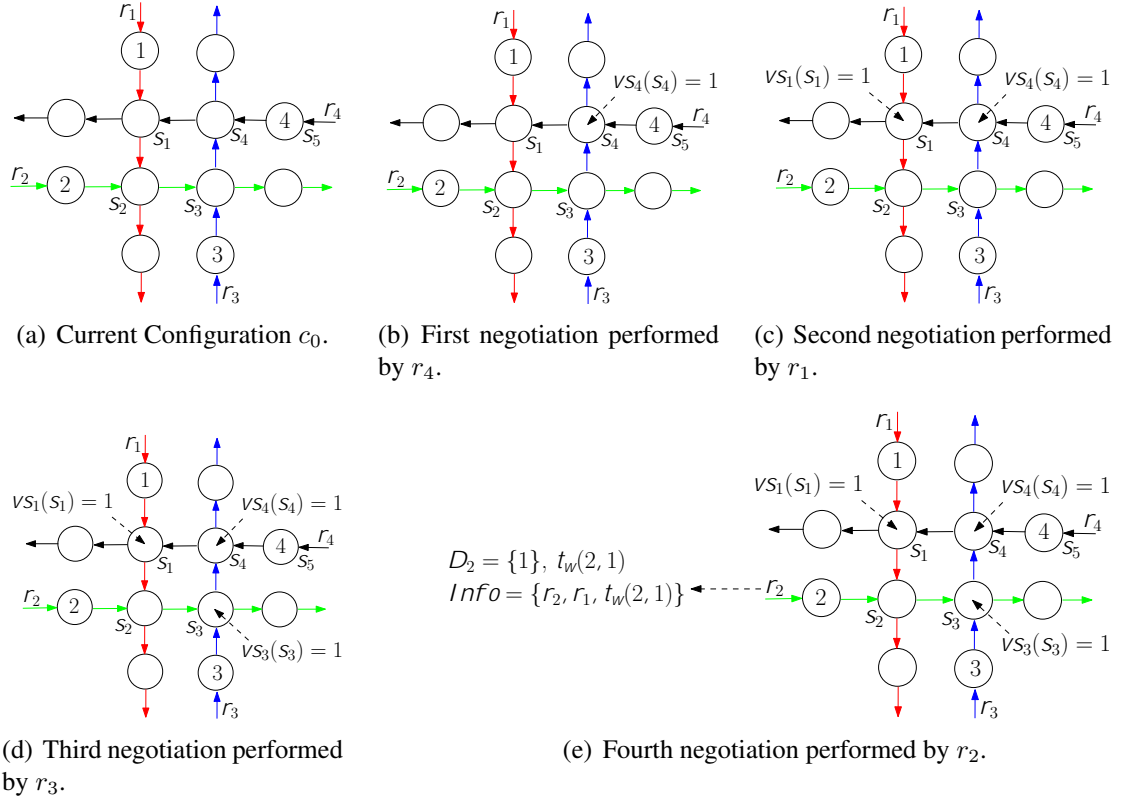 r₁ r₁ r₁
1 1 1
vs₄(s₄) = 1 vs₁(s₁) = 1 vs₄(s₄) = 1
4 r₄ 4 r₄ 4 r₄
s₁ s₄ s₅ s₁ s₄ s₅ s₁ s₄ s₅
r₂ 2 r₂ 2 r₂ 2
s₂ s₃ s₂ s₃ s₂ s₃
3 3 3
r₃ r₃ r₃
(a) Current Configuration c₀.
(b) First negotiation performed
by r₄.
(c) Second negotiation performed
by r₁.
r₁ r₁
1 1
vs₁(s₁) = 1 vs₄(s₄) = 1 vs₁(s₁) = 1 vs₄(s₄) = 1
4 r₄ 4 r₄
s₁ s₄ s₅ s₁ s₄ s₅
D₂ = {1}, t_w(2, 1)
Info = {r₂, r₁, t_w(2, 1)}
r₂ 2 r₂ 2
s₂ s₃ s₂ s₃
vs₃(s₃) = 1 vs₃(s₃) = 1
3 3
r₃ r₃
(d) Third negotiation performed
by r₃.
(e) Fourth negotiation performed by r₂.